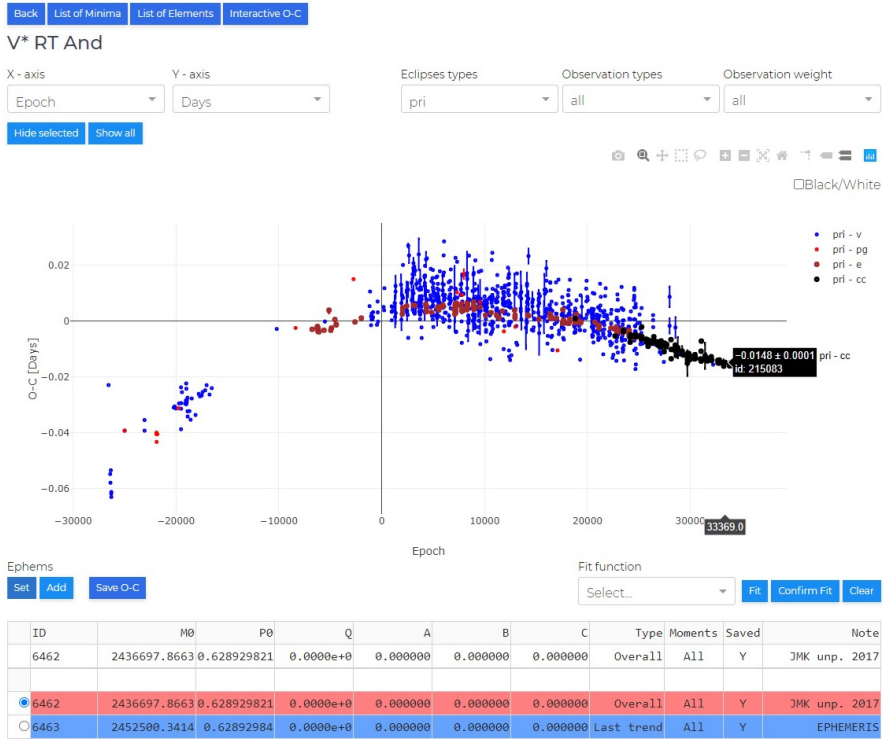 Back List of Minima List of Elements Interactive O-C
V* RT And
X - axis Y - axis Eclipses types Observation types Observation weight
Epoch Days pri all all
Hide selected Show all
Black/White
pri - v
pri - pg
pri - e
pri - cc
0.02
0
−0.02
−0.04
−0.06
O-C [Days]
−0.0148 ± 0.0001 pri - cc
id: 215083
−30000 −20000 −10000 0 10000 20000 30000
33369.0
Epoch
Ephems Fit function
Set Add Save O-C Select... Fit Confirm Fit Clear
ID M0 P0 Q A B C Type Moments Saved Note
6462 2436697.8663 0.628929821 0.0000e+0 0.000000 0.000000 0.000000 Overall All Y JMK unp. 2017
6462 2436697.8663 0.628929821 0.0000e+0 0.000000 0.000000 0.000000 Overall All Y JMK unp. 2017
6463 2452500.3414 0.62892984 0.0000e+0 0.000000 0.000000 0.000000 Last trend All Y EPHEMERIS